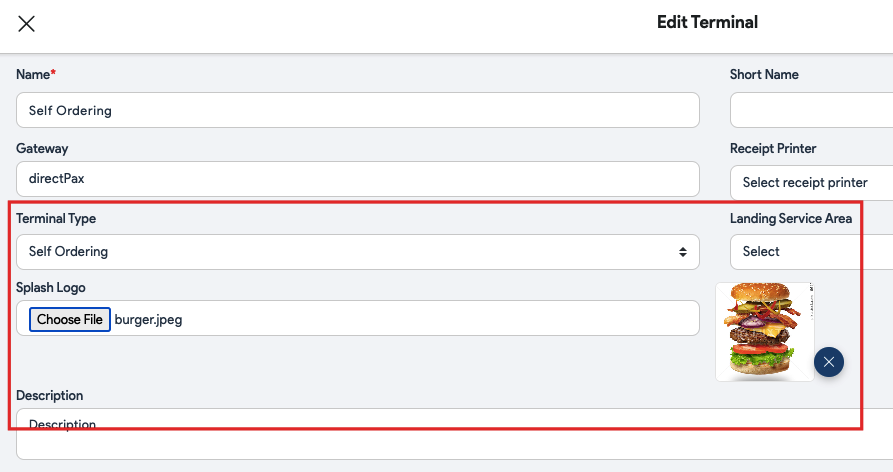 Edit Terminal
Name*
Short Name
Self Ordering
Gateway
Receipt Printer
directPax
Select receipt printer
Terminal Type
Landing Service Area
Self Ordering
Select
Splash Logo
Choose File burger.jpeg
Description
Description